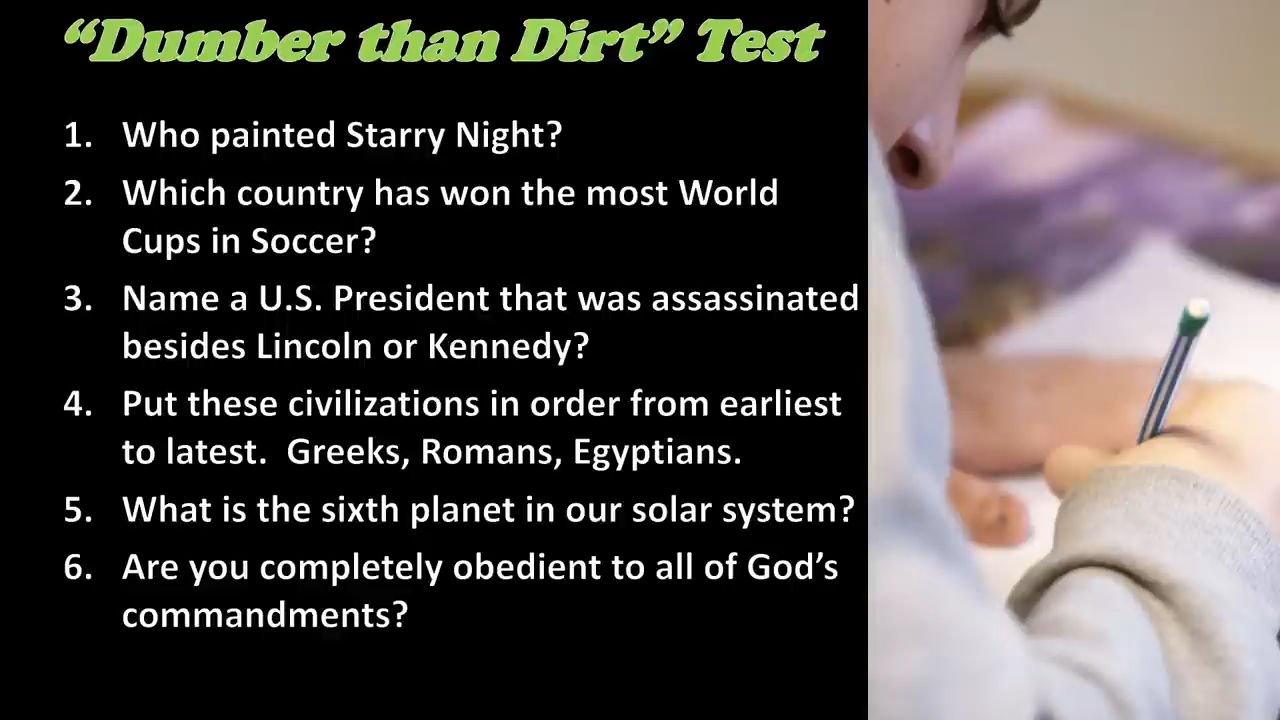 “Dumber than Dirt” Test
1. Who painted Starry Night?
2. Which country has won the most World
Cups in Soccer?
3. Name a U.S. President that was assassinated
besides Lincoln or Kennedy?
4. Put these civilizations in order from earliest
to latest.  Greeks, Romans, Egyptians.
5. What is the sixth planet in our solar system?
6. Are you completely obedient to all of God’s
commandments?